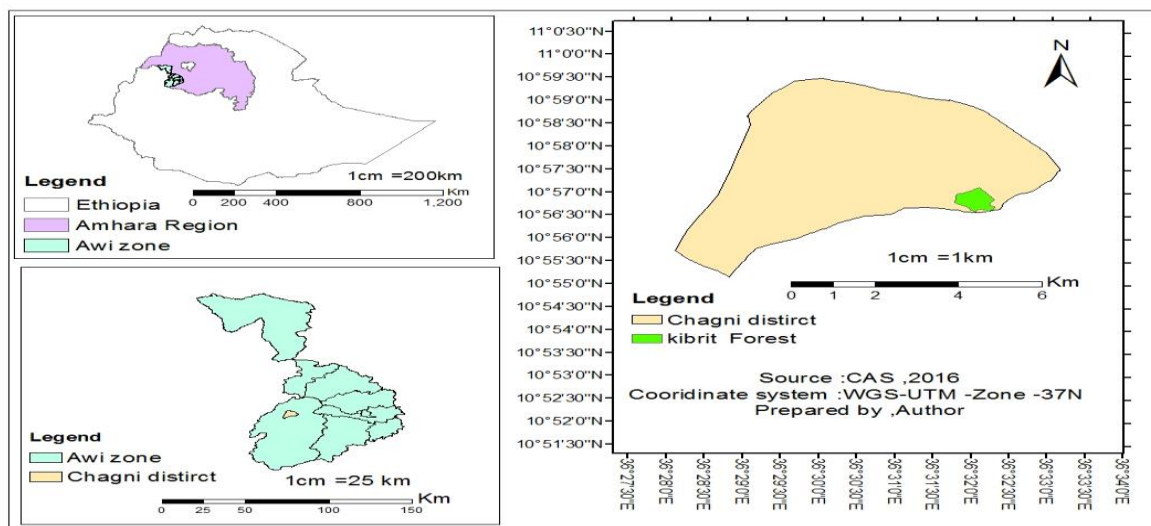 1cm =200km
Legend
Km
0 200 400 800 1,200
Ethiopia
Amhara Region
Awi zone
Legend
Awi zone
Chagni distirct
1cm =25 km
Km
0 25 50 100 150
11°0'30"N
11°0'0"N
10°59'30"N
10°59'0"N
10°58'30"N
10°58'0"N
10°57'30"N
10°57'0"N
10°56'30"N
10°56'0"N
10°55'30"N
10°55'0"N
10°54'30"N
10°54'0"N
10°53'30"N
10°53'0"N
10°52'30"N
10°52'0"N
10°51'30"N
N
1cm =1km
Km
0 1 2 4 6
Legend
Chagni distirct
kibrit Forest
Source :CAS ,2016
Cooridinate system :WGS-UTM -Zone -37N
Prepared by ,Author
36°27'30"E
36°28'0"E
36°28'30"E
36°29'0"E
36°29'30"E
36°30'0"E
36°30'30"E
36°31'0"E
36°31'30"E
36°32'0"E
36°32'30"E
36°33'0"E
36°33'30"E
36°34'0"E